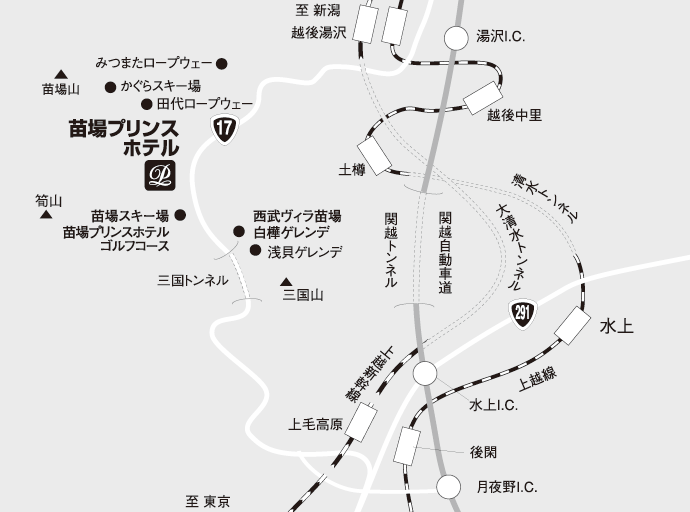 至 新潟
越後湯沢
湯沢I.C.
みつまたロープウェー
苗場山
かぐらスキー場
田代ロープウェー
越後中里
苗場プリンス
ホテル
17
土樽
清水トンネル
筍山
苗場スキー場
苗場プリンスホテル
ゴルフコース
西武ヴィラ苗場
白樺ゲレンデ
浅貝ゲレンデ
関越トンネル
関越自動車道
大清水トンネル
三国トンネル
三国山
291
水上
上越新幹線
上越線
水上I.C.
上毛高原
後閑
月夜野I.C.
至 東京